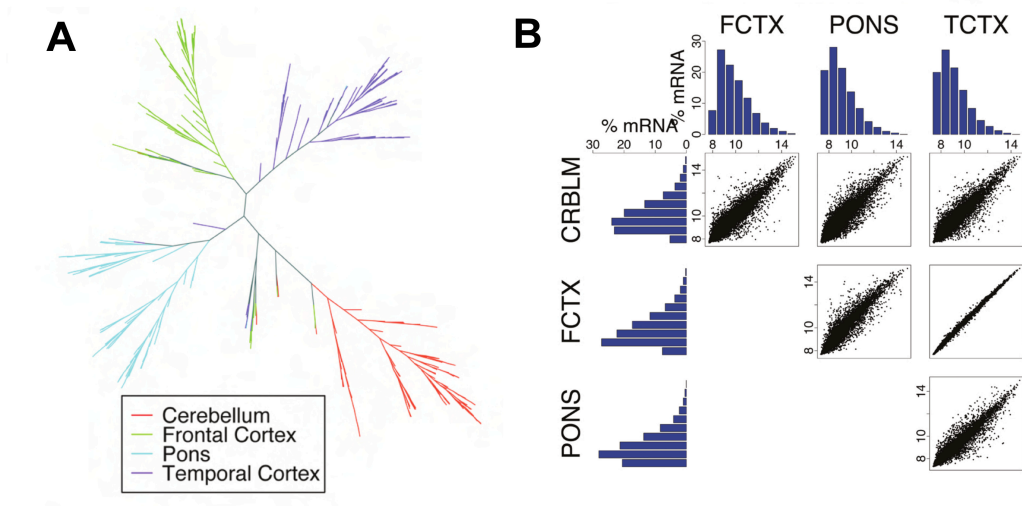 A
Cerebellum
Frontal Cortex
Pons
Temporal Cortex
B
FCTX
PONS
TCTX
% mRNA
30
20
10
0
8
10
14
8
10
14
8
10
14
% mRNA
30
20
10
0
CRBLM
14
10
8
FCTX
14
10
8
PONS
14
10
8